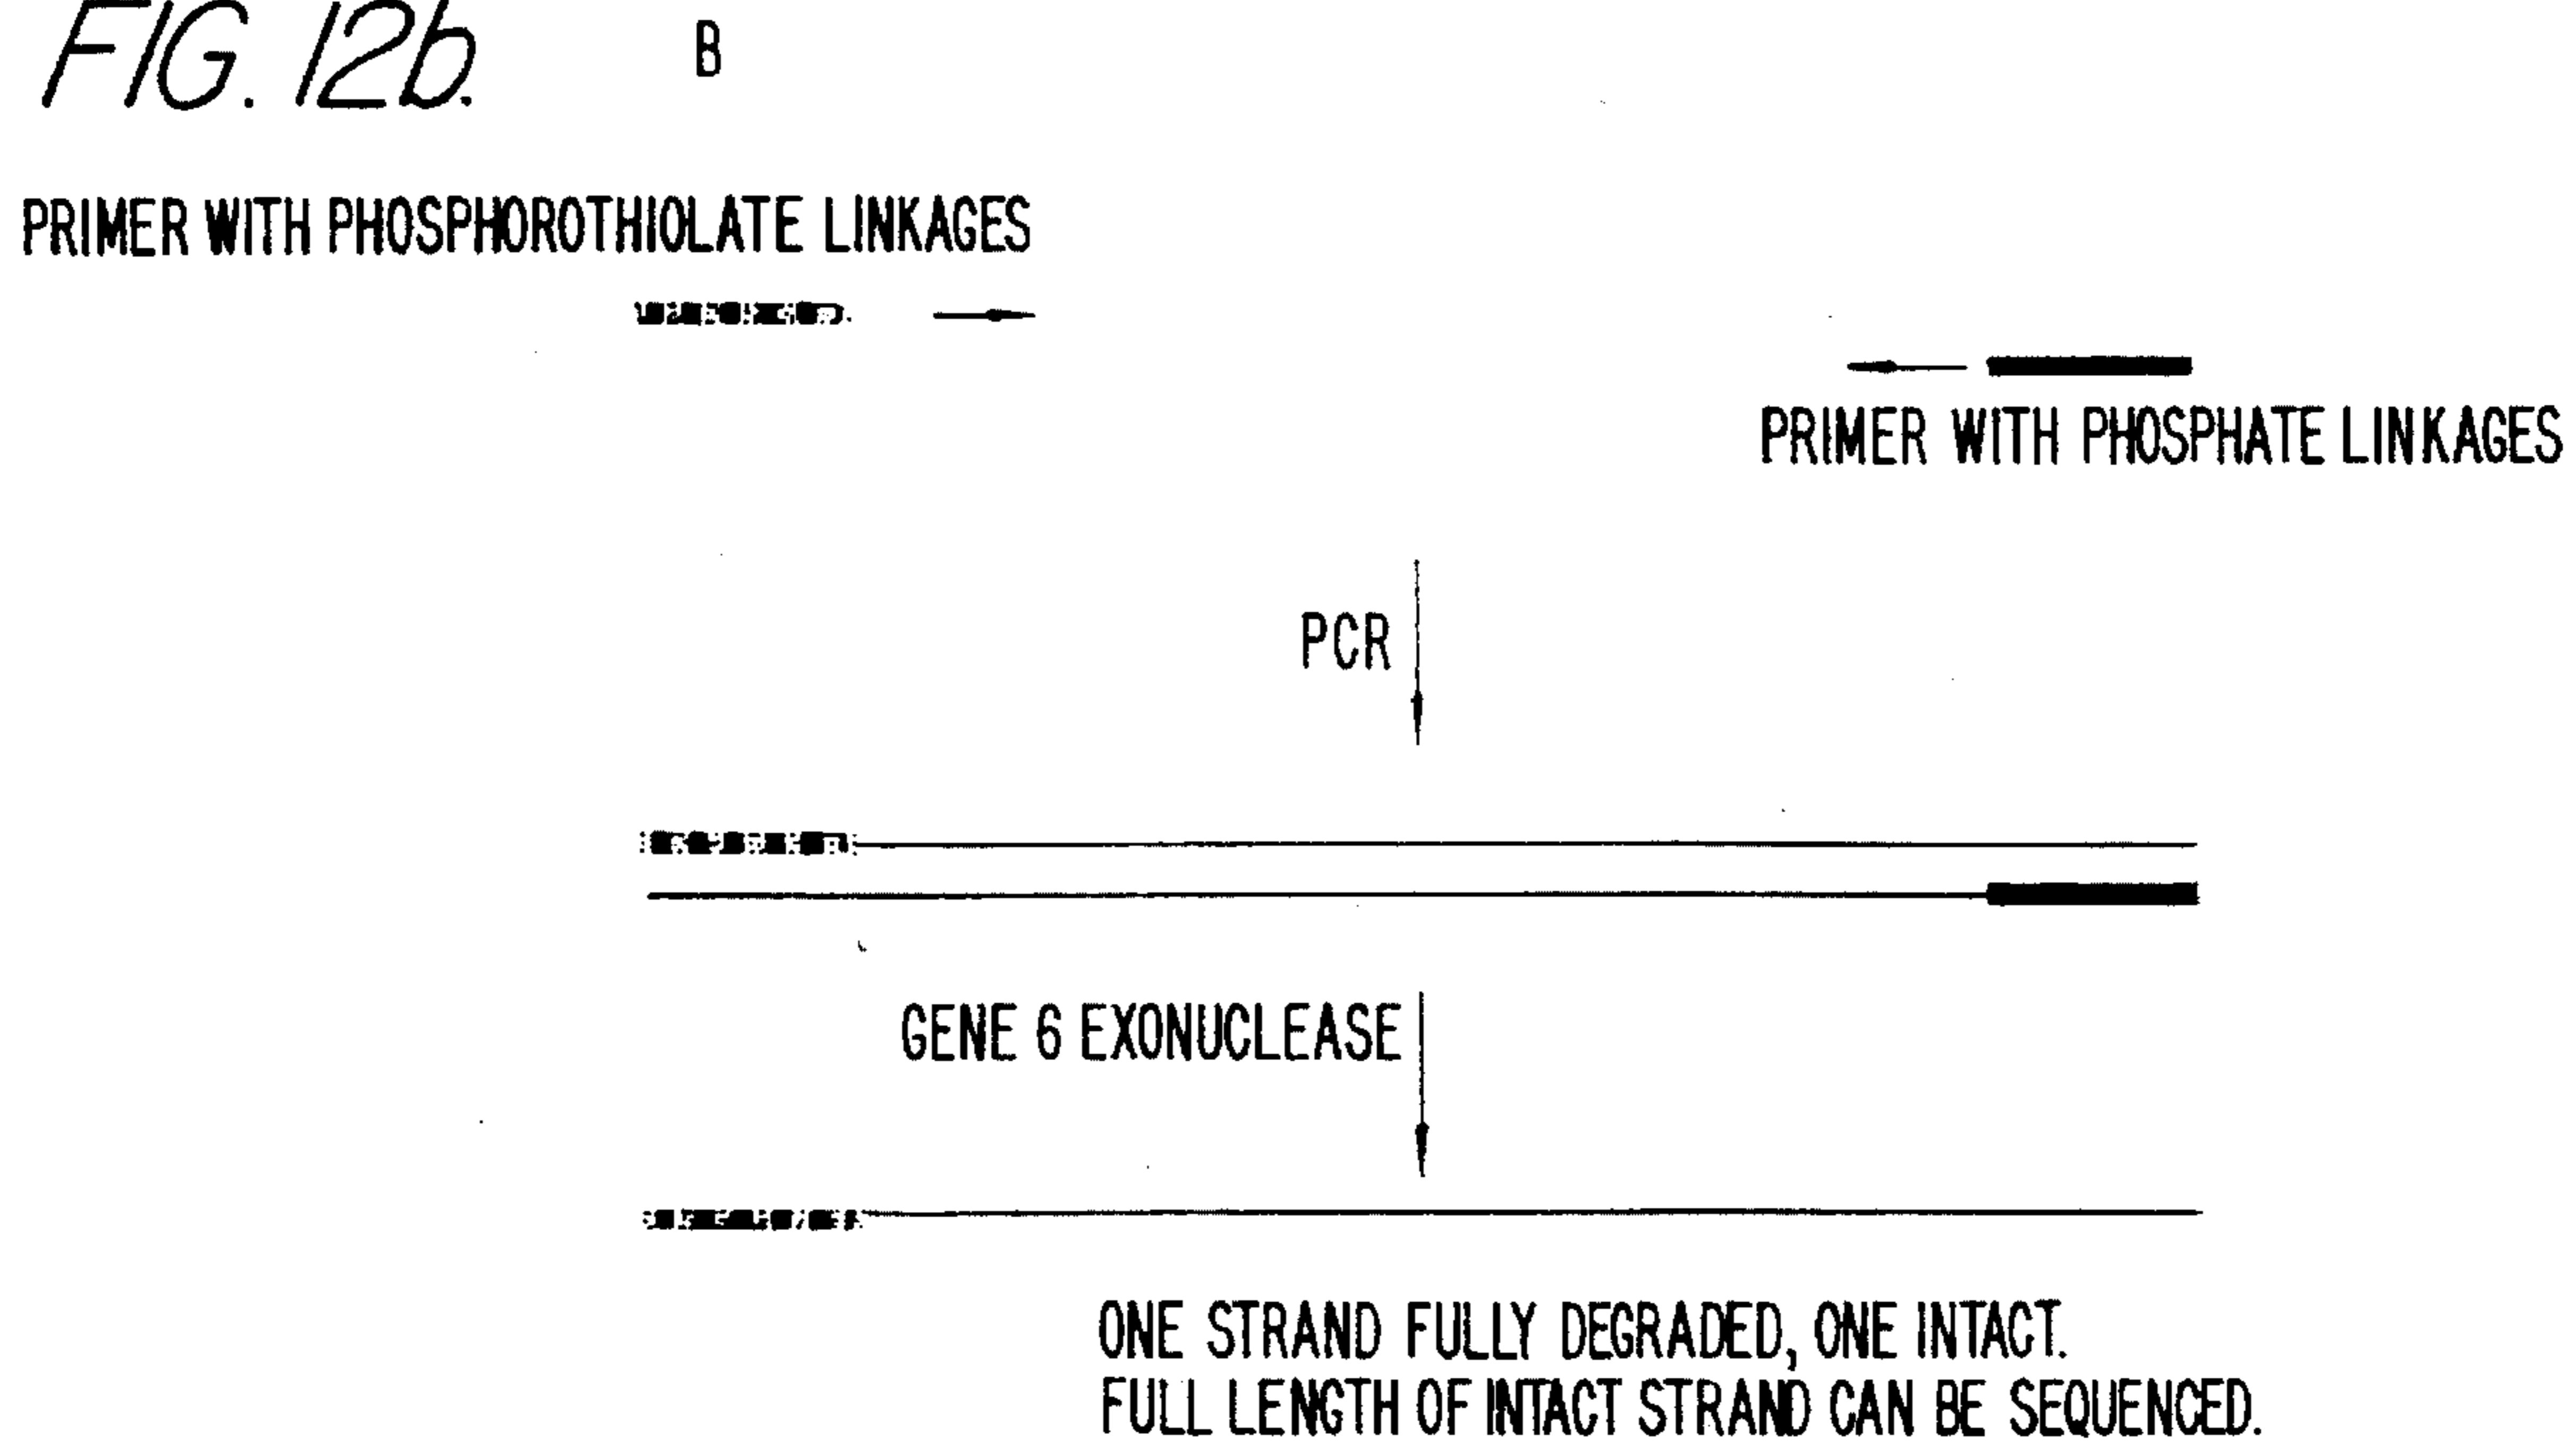 FIG. 12b.
B
PRIMER WITH PHOSPHOROTHIOLATE LINKAGES
PRIMER WITH PHOSPHATE LINKAGES
PCR
GENE 6 EXONUCLEASE
ONE STRAND FULLY DEGRADED, ONE INTACT.
FULL LENGTH OF INTACT STRAND CAN BE SEQUENCED.